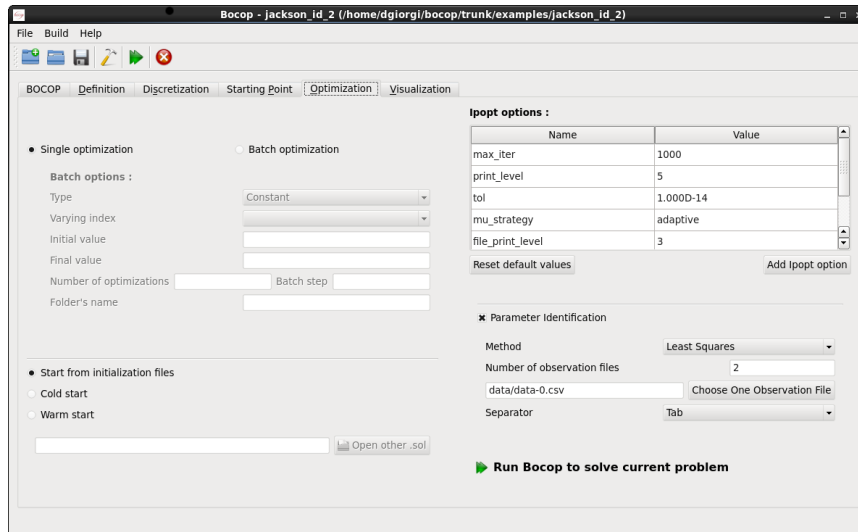 Bocop - jackson_id_2 (/home/dgiorgi/bocop/trunk/examples/jackson_id_2)
File Build Help
BOCOP Definition Discretization Starting Point Optimization Visualization
Single optimization Batch optimization
Batch options :
Type Constant
Varying index
Initial value
Final value
Number of optimizations Batch step
Folder's name
Start from initialization files
Cold start
Warm start
Open other .sol
Ipopt options :
Name Value
max_iter 1000
print_level 5
tol 1.000D-14
mu_strategy adaptive
file_print_level 3
Reset default values Add Ipopt option
Parameter Identification
Method Least Squares
Number of observation files 2
data/data-0.csv Choose One Observation File
Separator Tab
Run Bocop to solve current problem